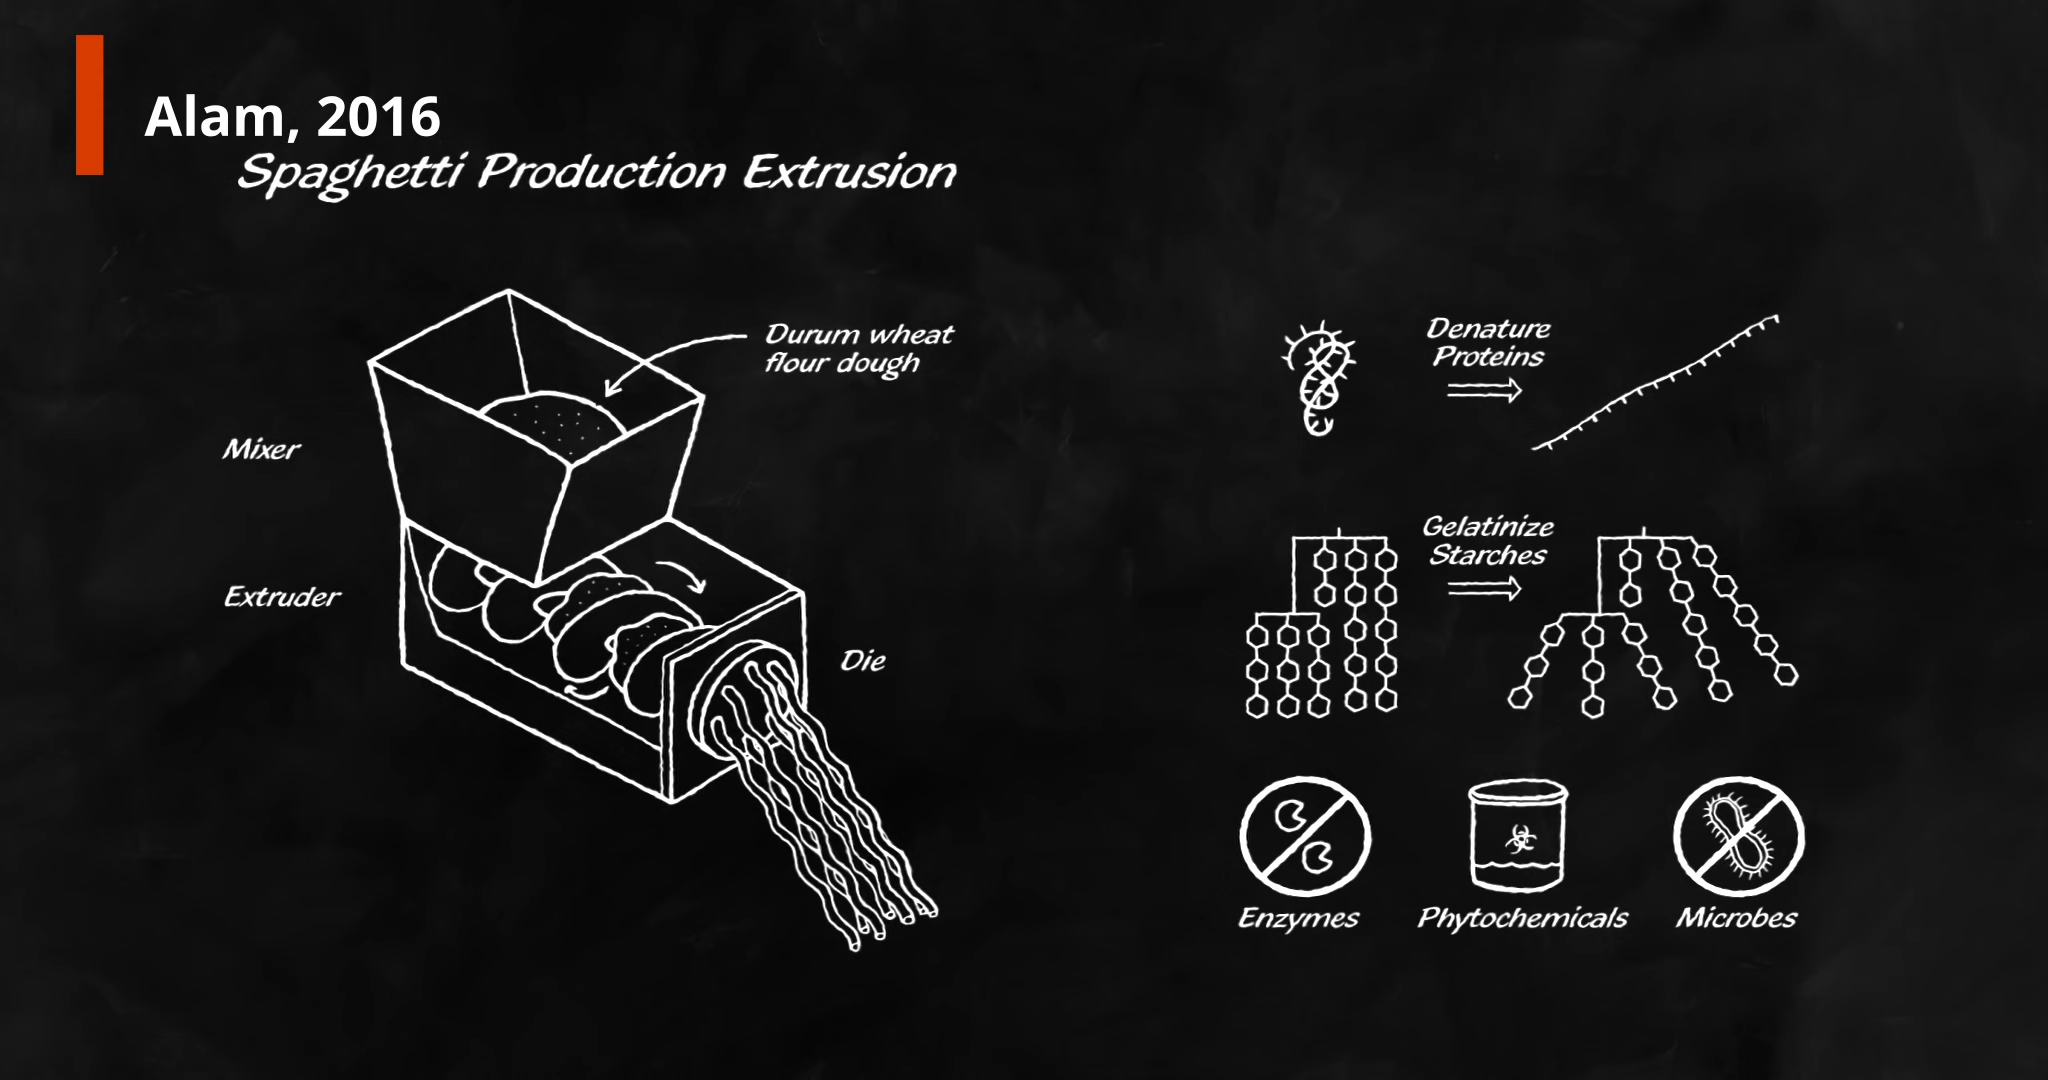 Alam, 2016
Spaghetti Production Extrusion
Durum wheat
flour dough
Mixer
Extruder
Die
Denature
Proteins
Gelatinize
Starches
Enzymes
Phytochemicals
Microbes